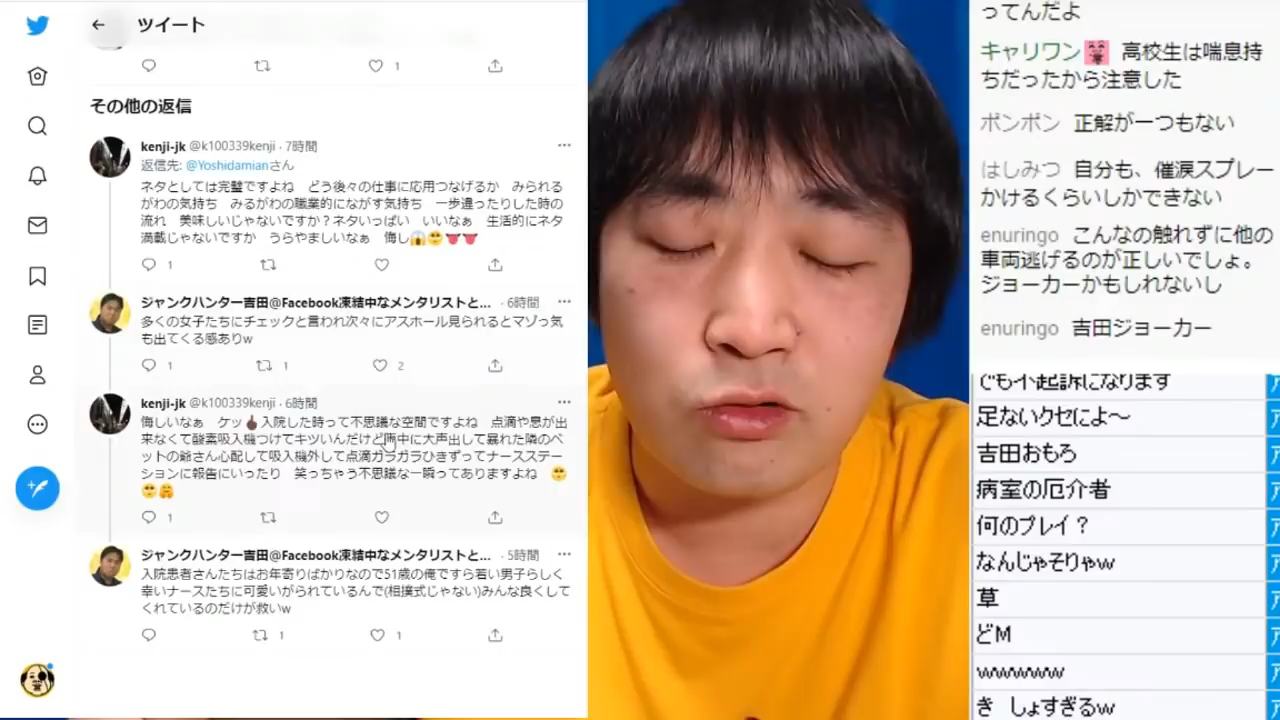 ツイート
1
その他の返信
kenji-jk @k100339kenji · 7時間
返信先: @Yoshidamianさん
ネタとしては完璧ですよね　どう後々の仕事に応用つなげるか　みられる
がわの気持ち　みるがわの職業的にながす気持ち　一歩違ったりした時の
流れ　美味しいじゃないですか？ネタいっぱい　いいなぁ　生活的にネタ
満載じゃないですか　うらやましいなぁ　悔し😱🥺👅👅
1
ジャンクハンター吉田@Facebook凍結中なメンタリストと... · 6時間
多くの女子たちにチェックと言われ次々にアスホール見られるとマゾっ気
も出てくる感ありw
1 1 2
kenji-jk @k100339kenji · 6時間
悔しいなぁ　ケッ🖕🏿入院した時って不思議な空間ですよね　点滴や息が出
来なくて酸素吸入機つけてキツいんだけど 中に大声出して暴れた隣のベ
ットの爺さん心配して吸入機外して点滴ガラガラひきずってナースステー
ションに報告にいったり　笑っちゃう不思議な一瞬ってありますよね　🥺
🥺🤗
1
ジャンクハンター吉田@Facebook凍結中なメンタリストと... · 5時間
入院患者さんたちはお年寄りばかりなので51歳の俺ですら若い男子らしく
幸いナースたちに可愛いがられているんで(相撲式じゃない)みんな良くして
くれているのだけが救いw
1 1
ってんだよ
キャリワン 高校生は喘息持
ちだったから注意した
ポンポン 正解が一つもない
はしみつ 自分も、催涙スプレー
かけるくらいしかできない
enuringo こんなの触れずに他の
車両逃げるのが正しいでしょ。
ジョーカーかもしれないし
enuringo 吉田ジョーカー
でも不起訴になります
足ないクセによ～
吉田おもろ
病室の厄介者
何のプレイ？
なんじゃそりゃw
草
どM
wwwwww
き　しょすぎるw